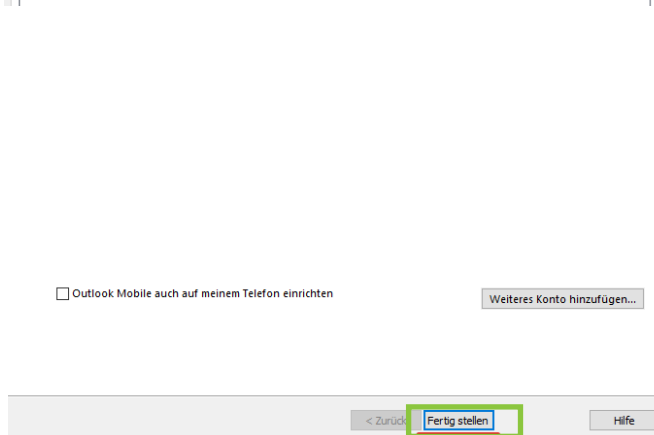 Outlook Mobile auch auf meinem Telefon einrichten
Weiteres Konto hinzufügen...
< Zurück
Fertig stellen
Hilfe